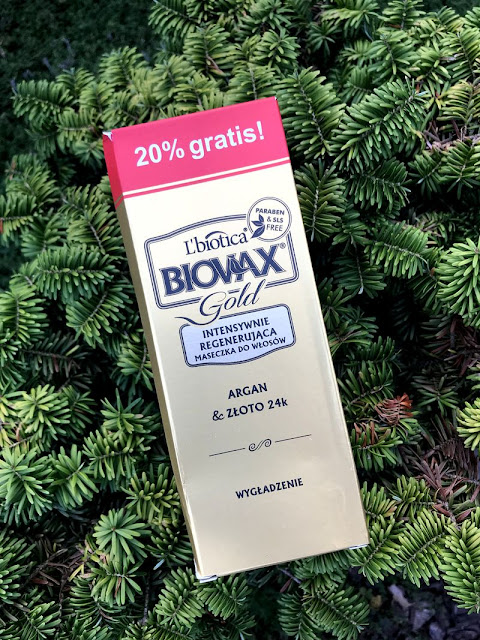 20% gratis!
PARABEN
& SLS
FREE
L'biotica®
BIOVAX®
Gold
INTENSYWNIE
REGENERUJĄCA
MASECZKA DO WŁOSÓW
ARGAN
& ZŁOTO 24k
WYGŁADZENIE